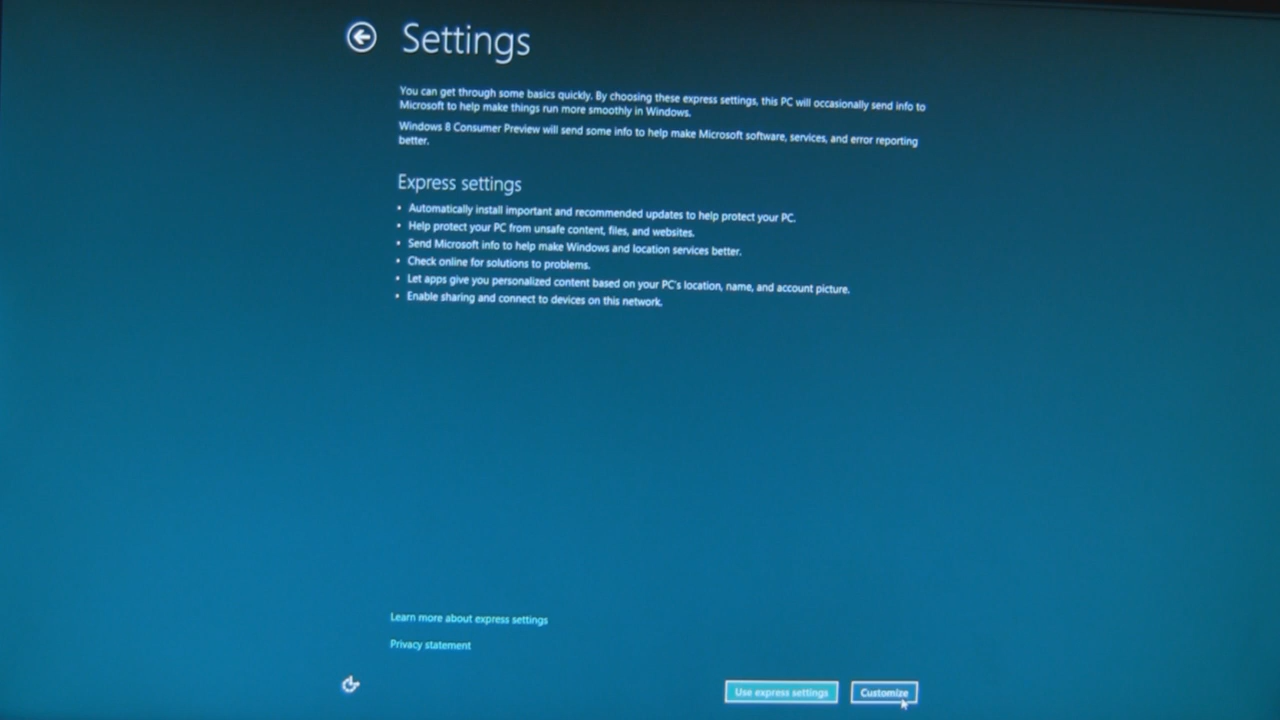 Settings
You can get through some basics quickly. By choosing these express settings, this PC will occasionally send info to
Microsoft to help make things run more smoothly in Windows.
Windows 8 Consumer Preview will send some info to help make Microsoft software, services, and error reporting
better.
Express settings
• Automatically install important and recommended updates to help protect your PC.
• Help protect your PC from unsafe content, files, and websites.
• Send Microsoft info to help make Windows and location services better.
• Check online for solutions to problems.
• Let apps give you personalized content based on your PC's location, name, and account picture.
• Enable sharing and connect to devices on this network.
Learn more about express settings
Privacy statement
Use express settings
Customize